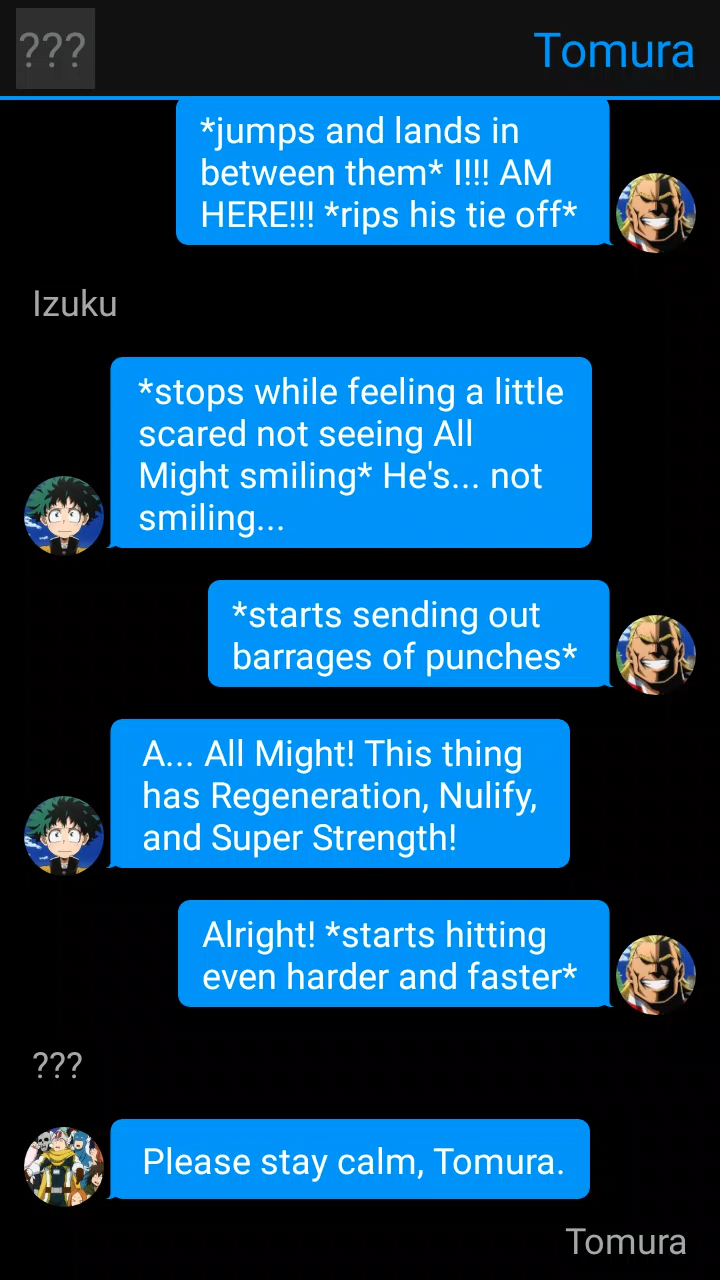 ???
Tomura
*jumps and lands in
between them* I!!! AM
HERE!!! *rips his tie off*
Izuku
*stops while feeling a little
scared not seeing All
Might smiling* He's... not
smiling...
*starts sending out
barrages of punches*
A... All Might! This thing
has Regeneration, Nulify,
and Super Strength!
Alright! *starts hitting
even harder and faster*
???
Please stay calm, Tomura.
Tomura